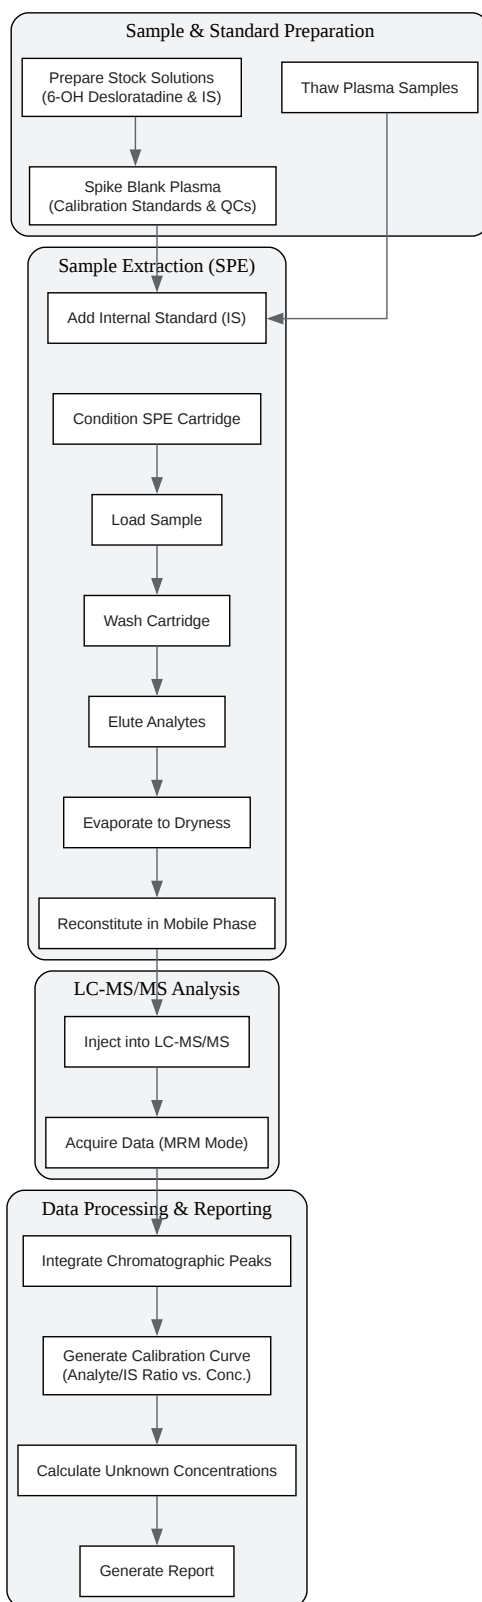 Sample & Standard Preparation
Prepare Stock Solutions
(6-OH Desloratadine & IS)
Thaw Plasma Samples
Spike Blank Plasma
(Calibration Standards & QCs)
Sample Extraction (SPE)
Add Internal Standard (IS)
Condition SPE Cartridge
Load Sample
Wash Cartridge
Elute Analytes
Evaporate to Dryness
Reconstitute in Mobile Phase
LC-MS/MS Analysis
Inject into LC-MS/MS
Acquire Data (MRM Mode)
Data Processing & Reporting
Integrate Chromatographic Peaks
Generate Calibration Curve
(Analyte/IS Ratio vs. Conc.)
Calculate Unknown Concentrations
Generate Report